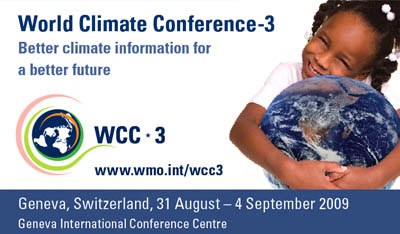 World Climate Conference-3
Better climate information for
a better future
WCC ★ 3
www.wmo.int/wcc3
Geneva, Switzerland, 31 August – 4 September 2009
Geneva International Conference Centre